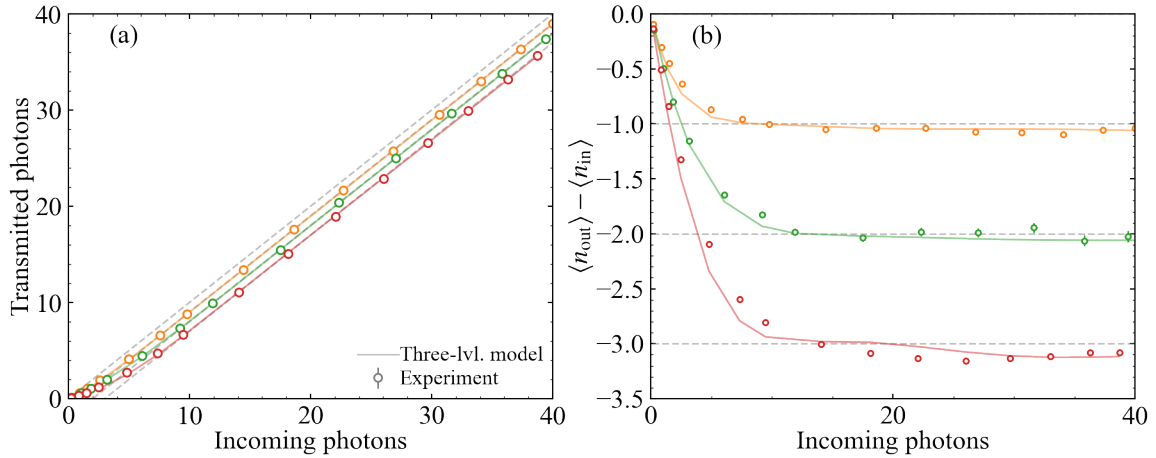 (a)
Transmitted photons
40
30
20
10
0
0 10 20 30 40
Incoming photons
Three-lvl. model
Experiment
(b)
⟨n_out⟩ − ⟨n_in⟩
0.0
−0.5
−1.0
−1.5
−2.0
−2.5
−3.0
−3.5
0 20 40
Incoming photons